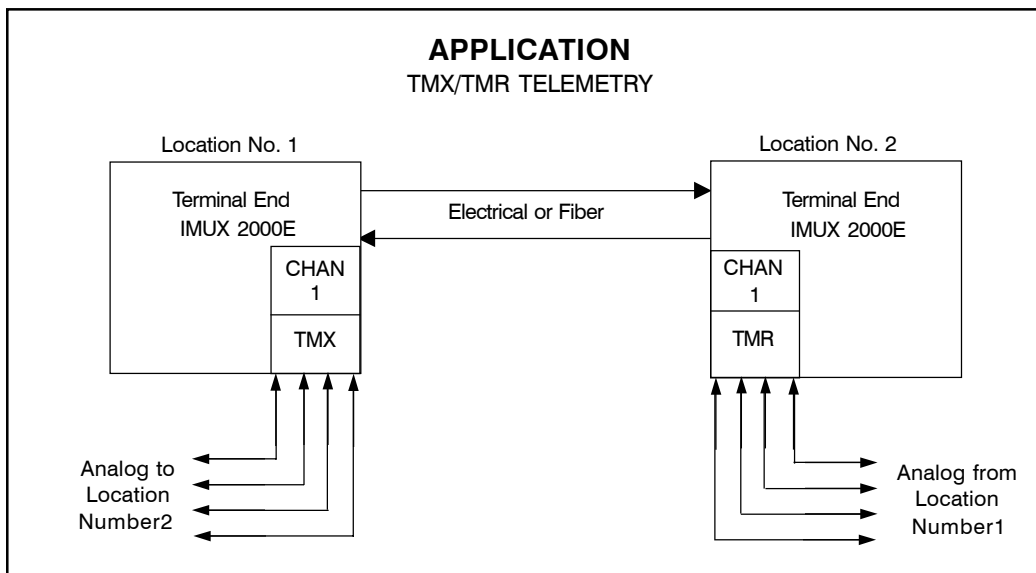 APPLICATION
TMX/TMR TELEMETRY
Location No. 1
Location No. 2
Terminal End
IMUX 2000E
Electrical or Fiber
Terminal End
IMUX 2000E
CHAN
1
TMX
CHAN
1
TMR
Analog to
Location
Number2
Analog from
Location
Number1